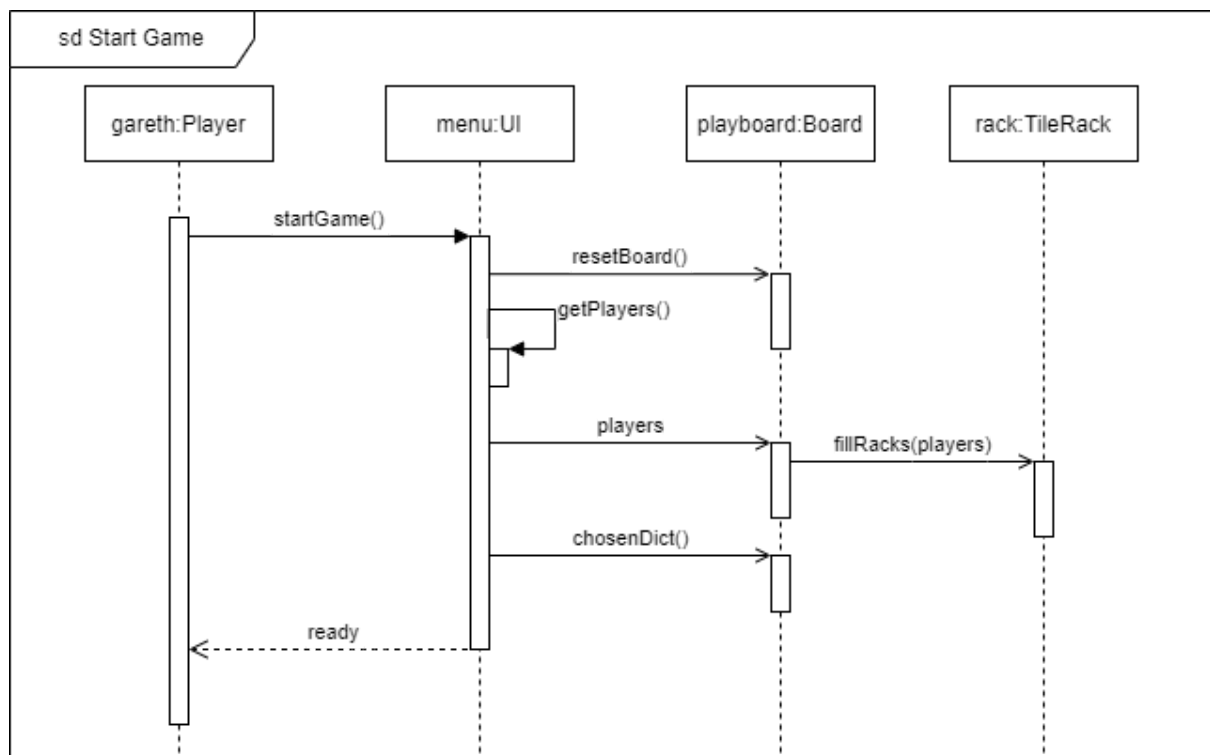 sd Start Game
gareth:Player
menu:UI
playboard:Board
rack:TileRack
startGame()
resetBoard()
getPlayers()
players
fillRacks(players)
chosenDict()
ready